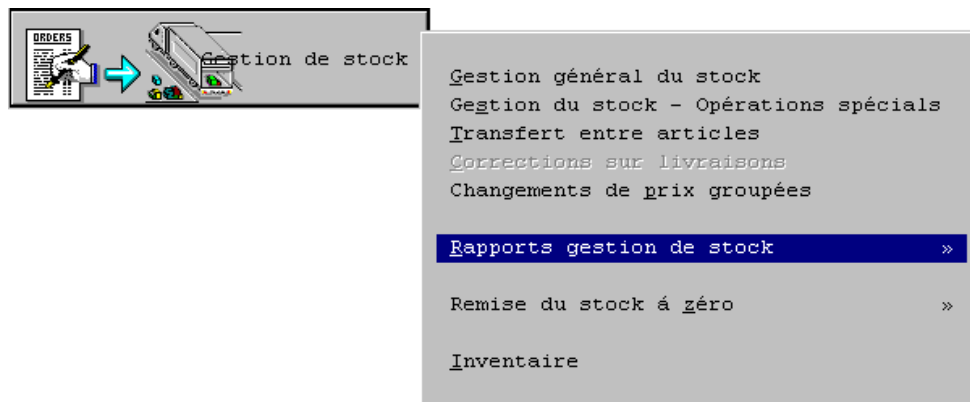 ORDERS
Gestion de stock
Gestion général du stock
Gestion du stock - Opérations spécials
Transfert entre articles
Corrections sur livraisons
Changements de prix groupées
Rapports gestion de stock »
Remise du stock á zéro »
Inventaire